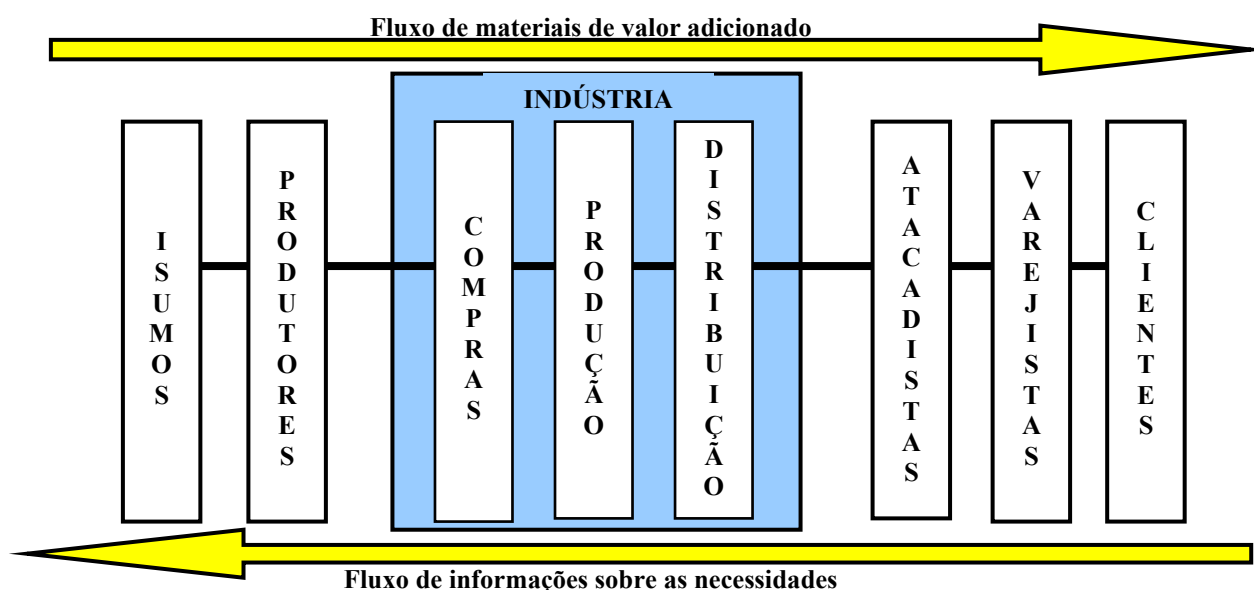 Fluxo de materiais de valor adicionado
INDÚSTRIA
ISUMOS
PRODUTORES
COMPRAS
PRODUÇÃO
DISTRIBUIÇÃO
ATACADISTAS
VAREJISTAS
CLIENTES
Fluxo de informações sobre as necessidades